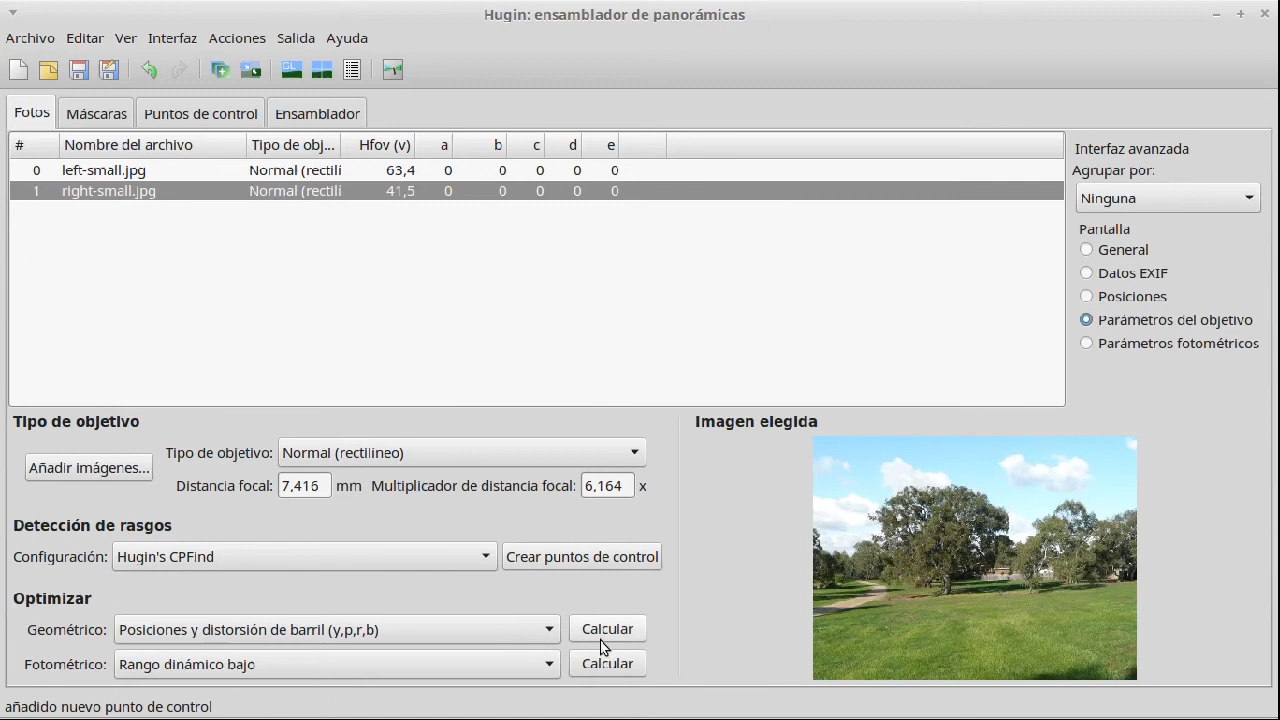 Hugin: ensamblador de panorámicas
Archivo Editar Ver Interfaz Acciones Salida Ayuda
GL
Fotos Máscaras Puntos de control Ensamblador
# Nombre del archivo Tipo de obj... Hfov (v) a b c d e
0 left-small.jpg Normal (rectili 63,4 0 0 0 0 0
1 right-small.jpg Normal (rectili 41,5 0 0 0 0 0
Interfaz avanzada
Agrupar por:
Ninguna
Pantalla
General
Datos EXIF
Posiciones
Parámetros del objetivo
Parámetros fotométricos
Tipo de objetivo
Añadir imágenes...
Tipo de objetivo: Normal (rectilíneo)
Distancia focal: 7,416 mm Multiplicador de distancia focal: 6,164 x
Detección de rasgos
Configuración: Hugin's CPFind Crear puntos de control
Optimizar
Geométrico: Posiciones y distorsión de barril (y,p,r,b) Calcular
Fotométrico: Rango dinámico bajo Calcular
Imagen elegida
añadido nuevo punto de control